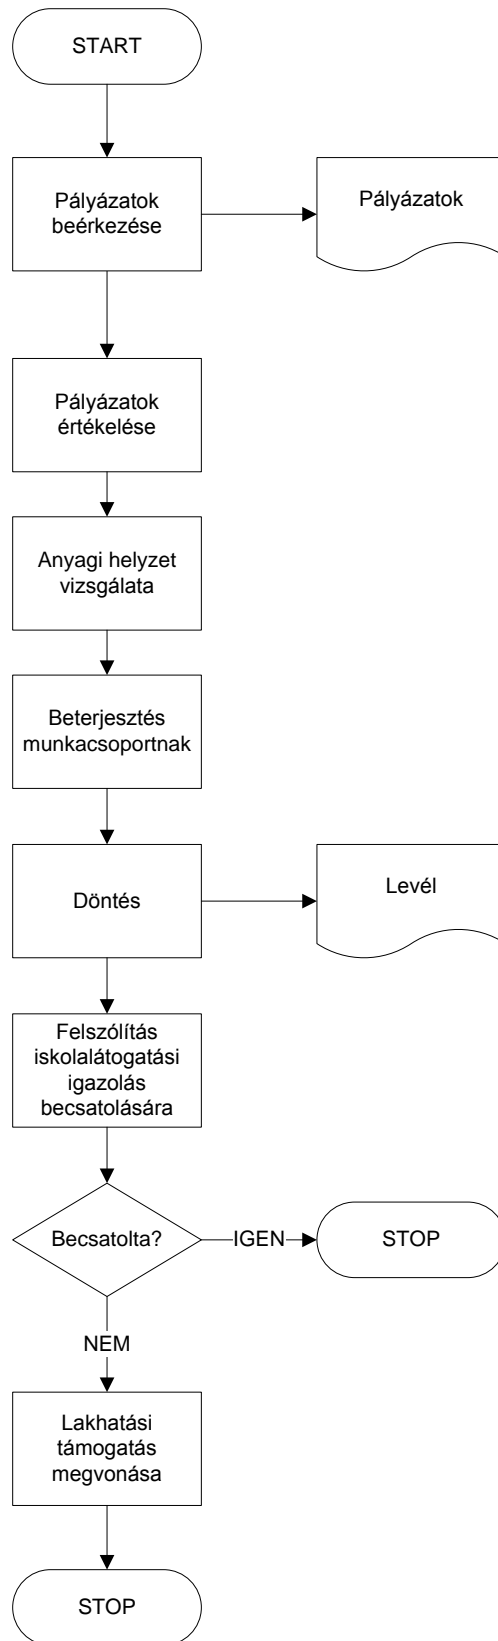 START
Pályázatok
beérkezése
Pályázatok
Pályázatok
értékelése
Anyagi helyzet
vizsgálata
Beterjesztés
munkacsoportnak
Döntés
Levél
Felszólítás
iskolalátogatási
igazolás
becsatolására
Becsatolta?
IGEN
STOP
NEM
Lakhatási
támogatás
megvonása
STOP